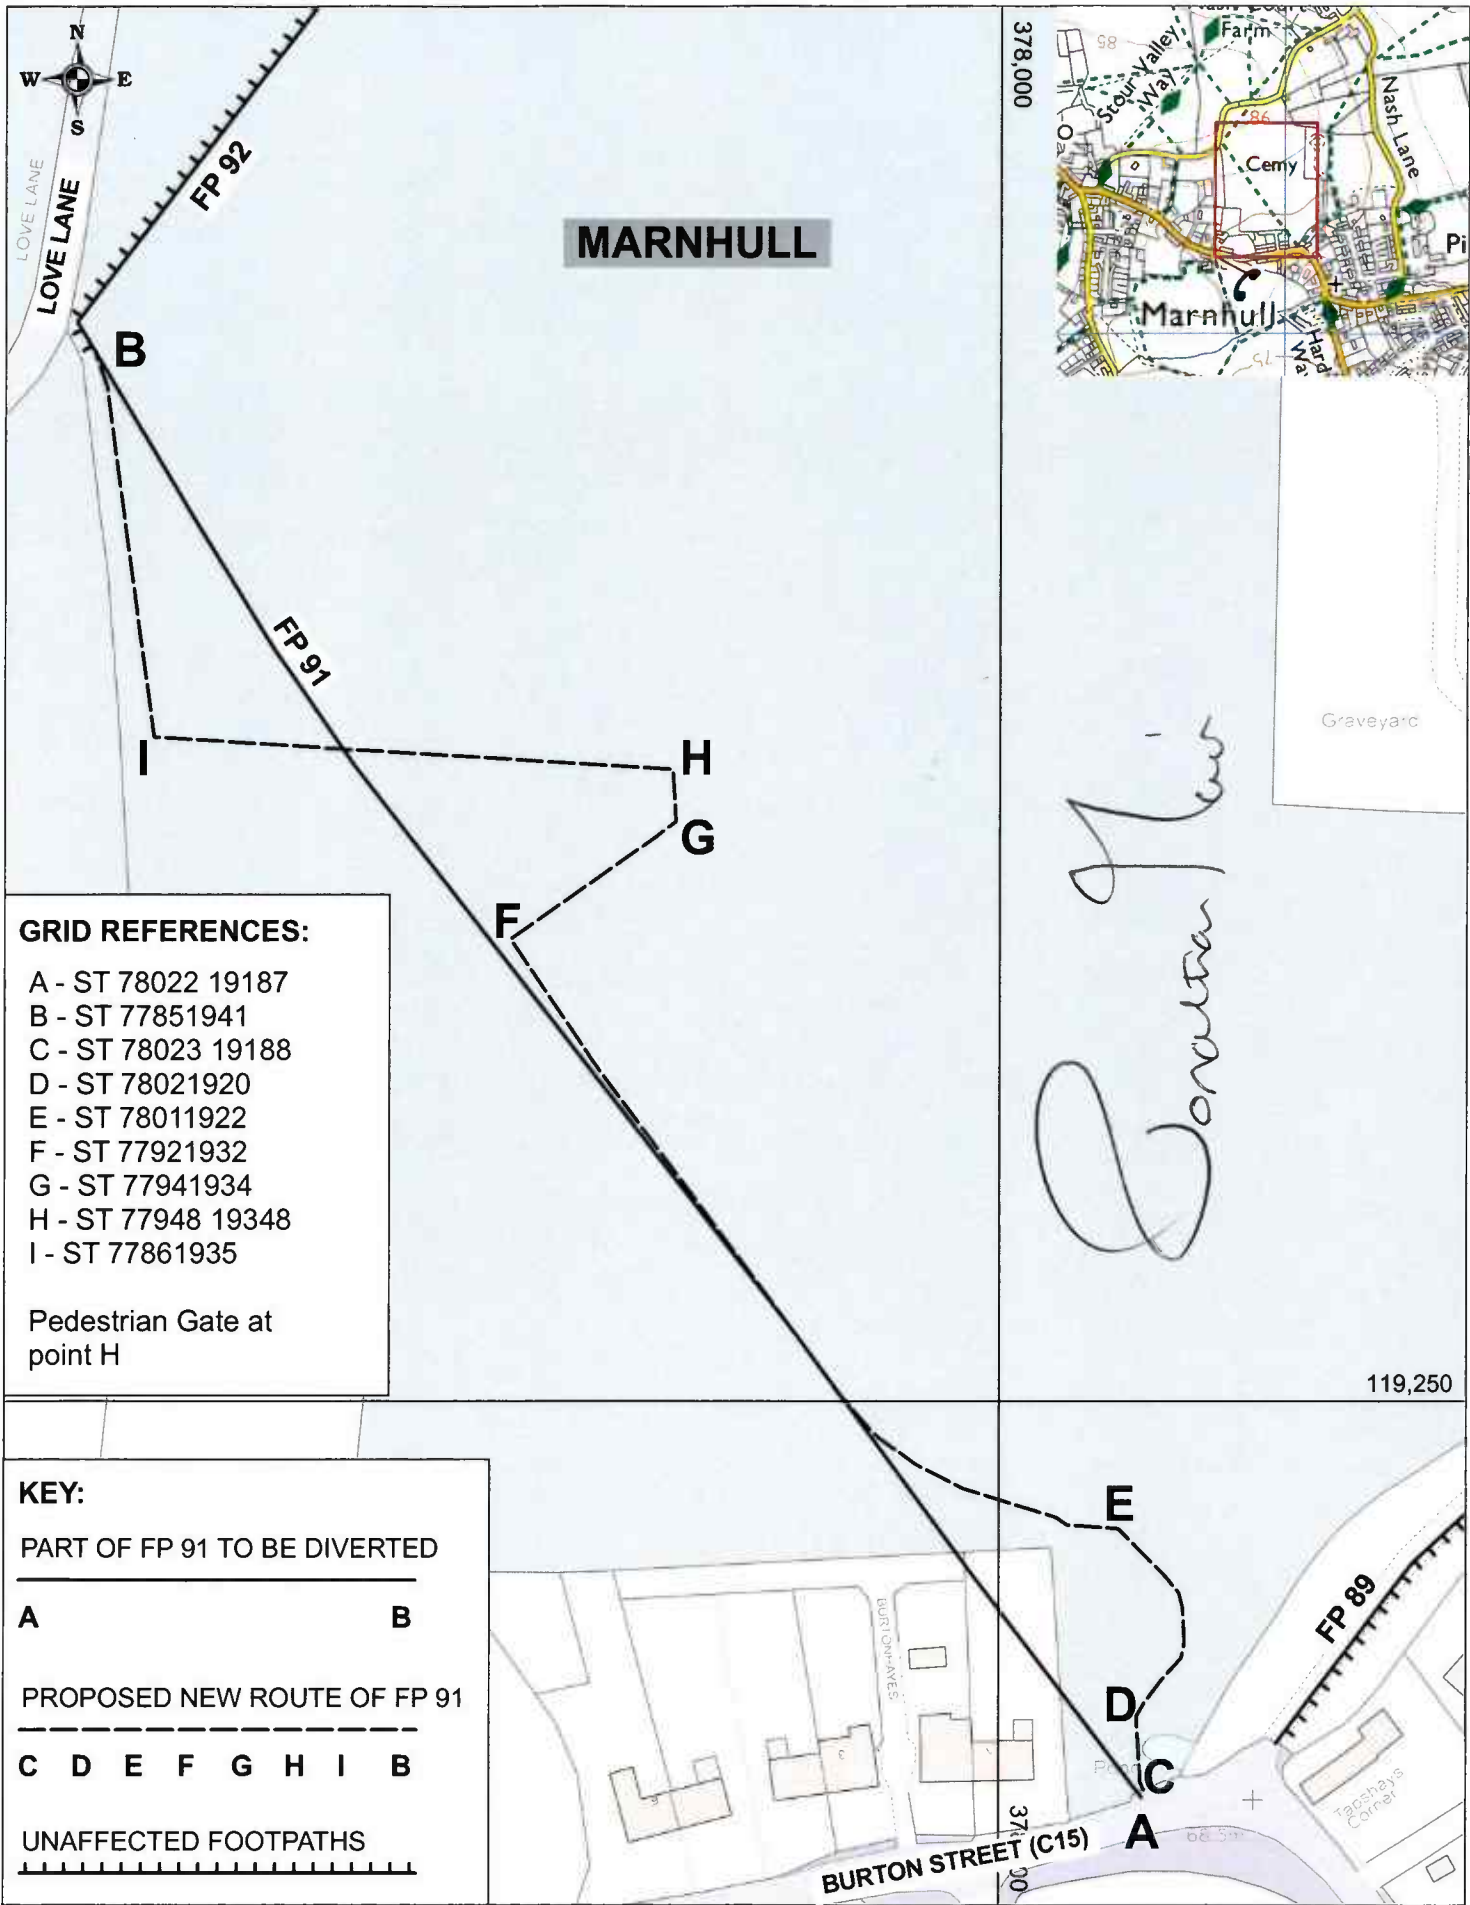 N
W E
S
LOVE LANE
LOVE LANE
FP 92
MARNHULL
378,000
Farm
85
Stour Valley
Way
86
Nash Lane
Cemy
Marnhull
Hard
75
B
FP 91
I
H
G
F
Graveyard
GRID REFERENCES:
A - ST 78022 19187
B - ST 77851941
C - ST 78023 19188
D - ST 78021920
E - ST 78011922
F - ST 77921932
G - ST 77941934
H - ST 77948 19348
I - ST 77861935
Pedestrian Gate at
point H
119,250
KEY:
PART OF FP 91 TO BE DIVERTED
A B
PROPOSED NEW ROUTE OF FP 91
C D E F G H I B
UNAFFECTED FOOTPATHS
E
FP 89
BURTONHAYES
D
C
A
BURTON STREET (C15)
Tapshays
Corner